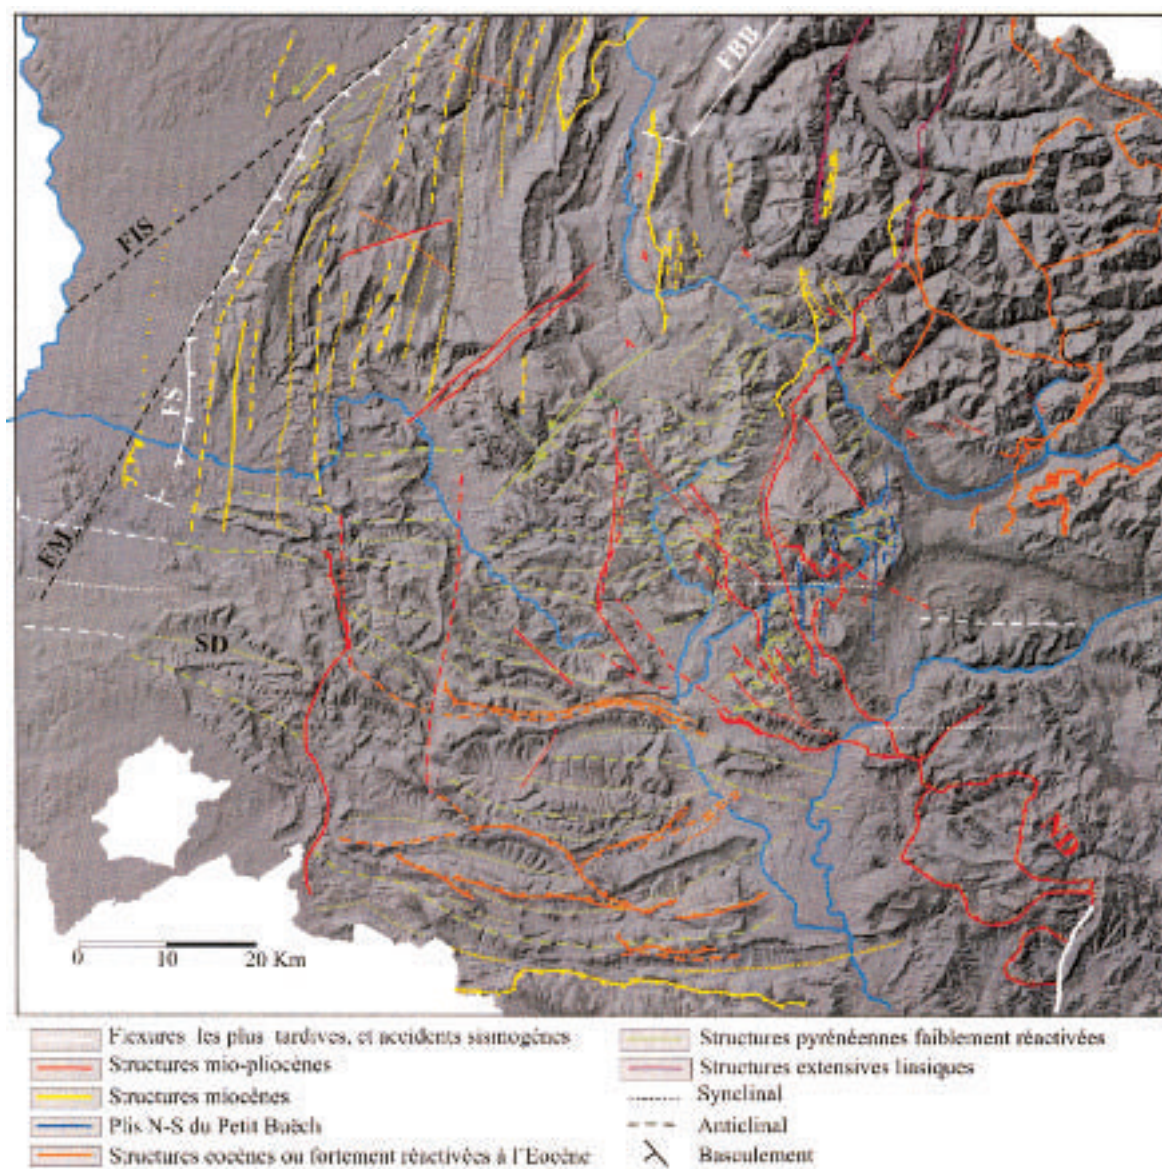 FBB
FIS
FS
FM
SD
ND
0 10 20 Km
Flexures les plus tardives, et accidents sismogènes
Structures mio-pliocènes
Structures miocènes
Plis N-S du Petit Buëch
Structures eocènes ou fortement réactivées à l'Eocène
Structures pyrénéennes faiblement réactivées
Structures extensives liasiques
Synclinal
Anticlinal
Basculement